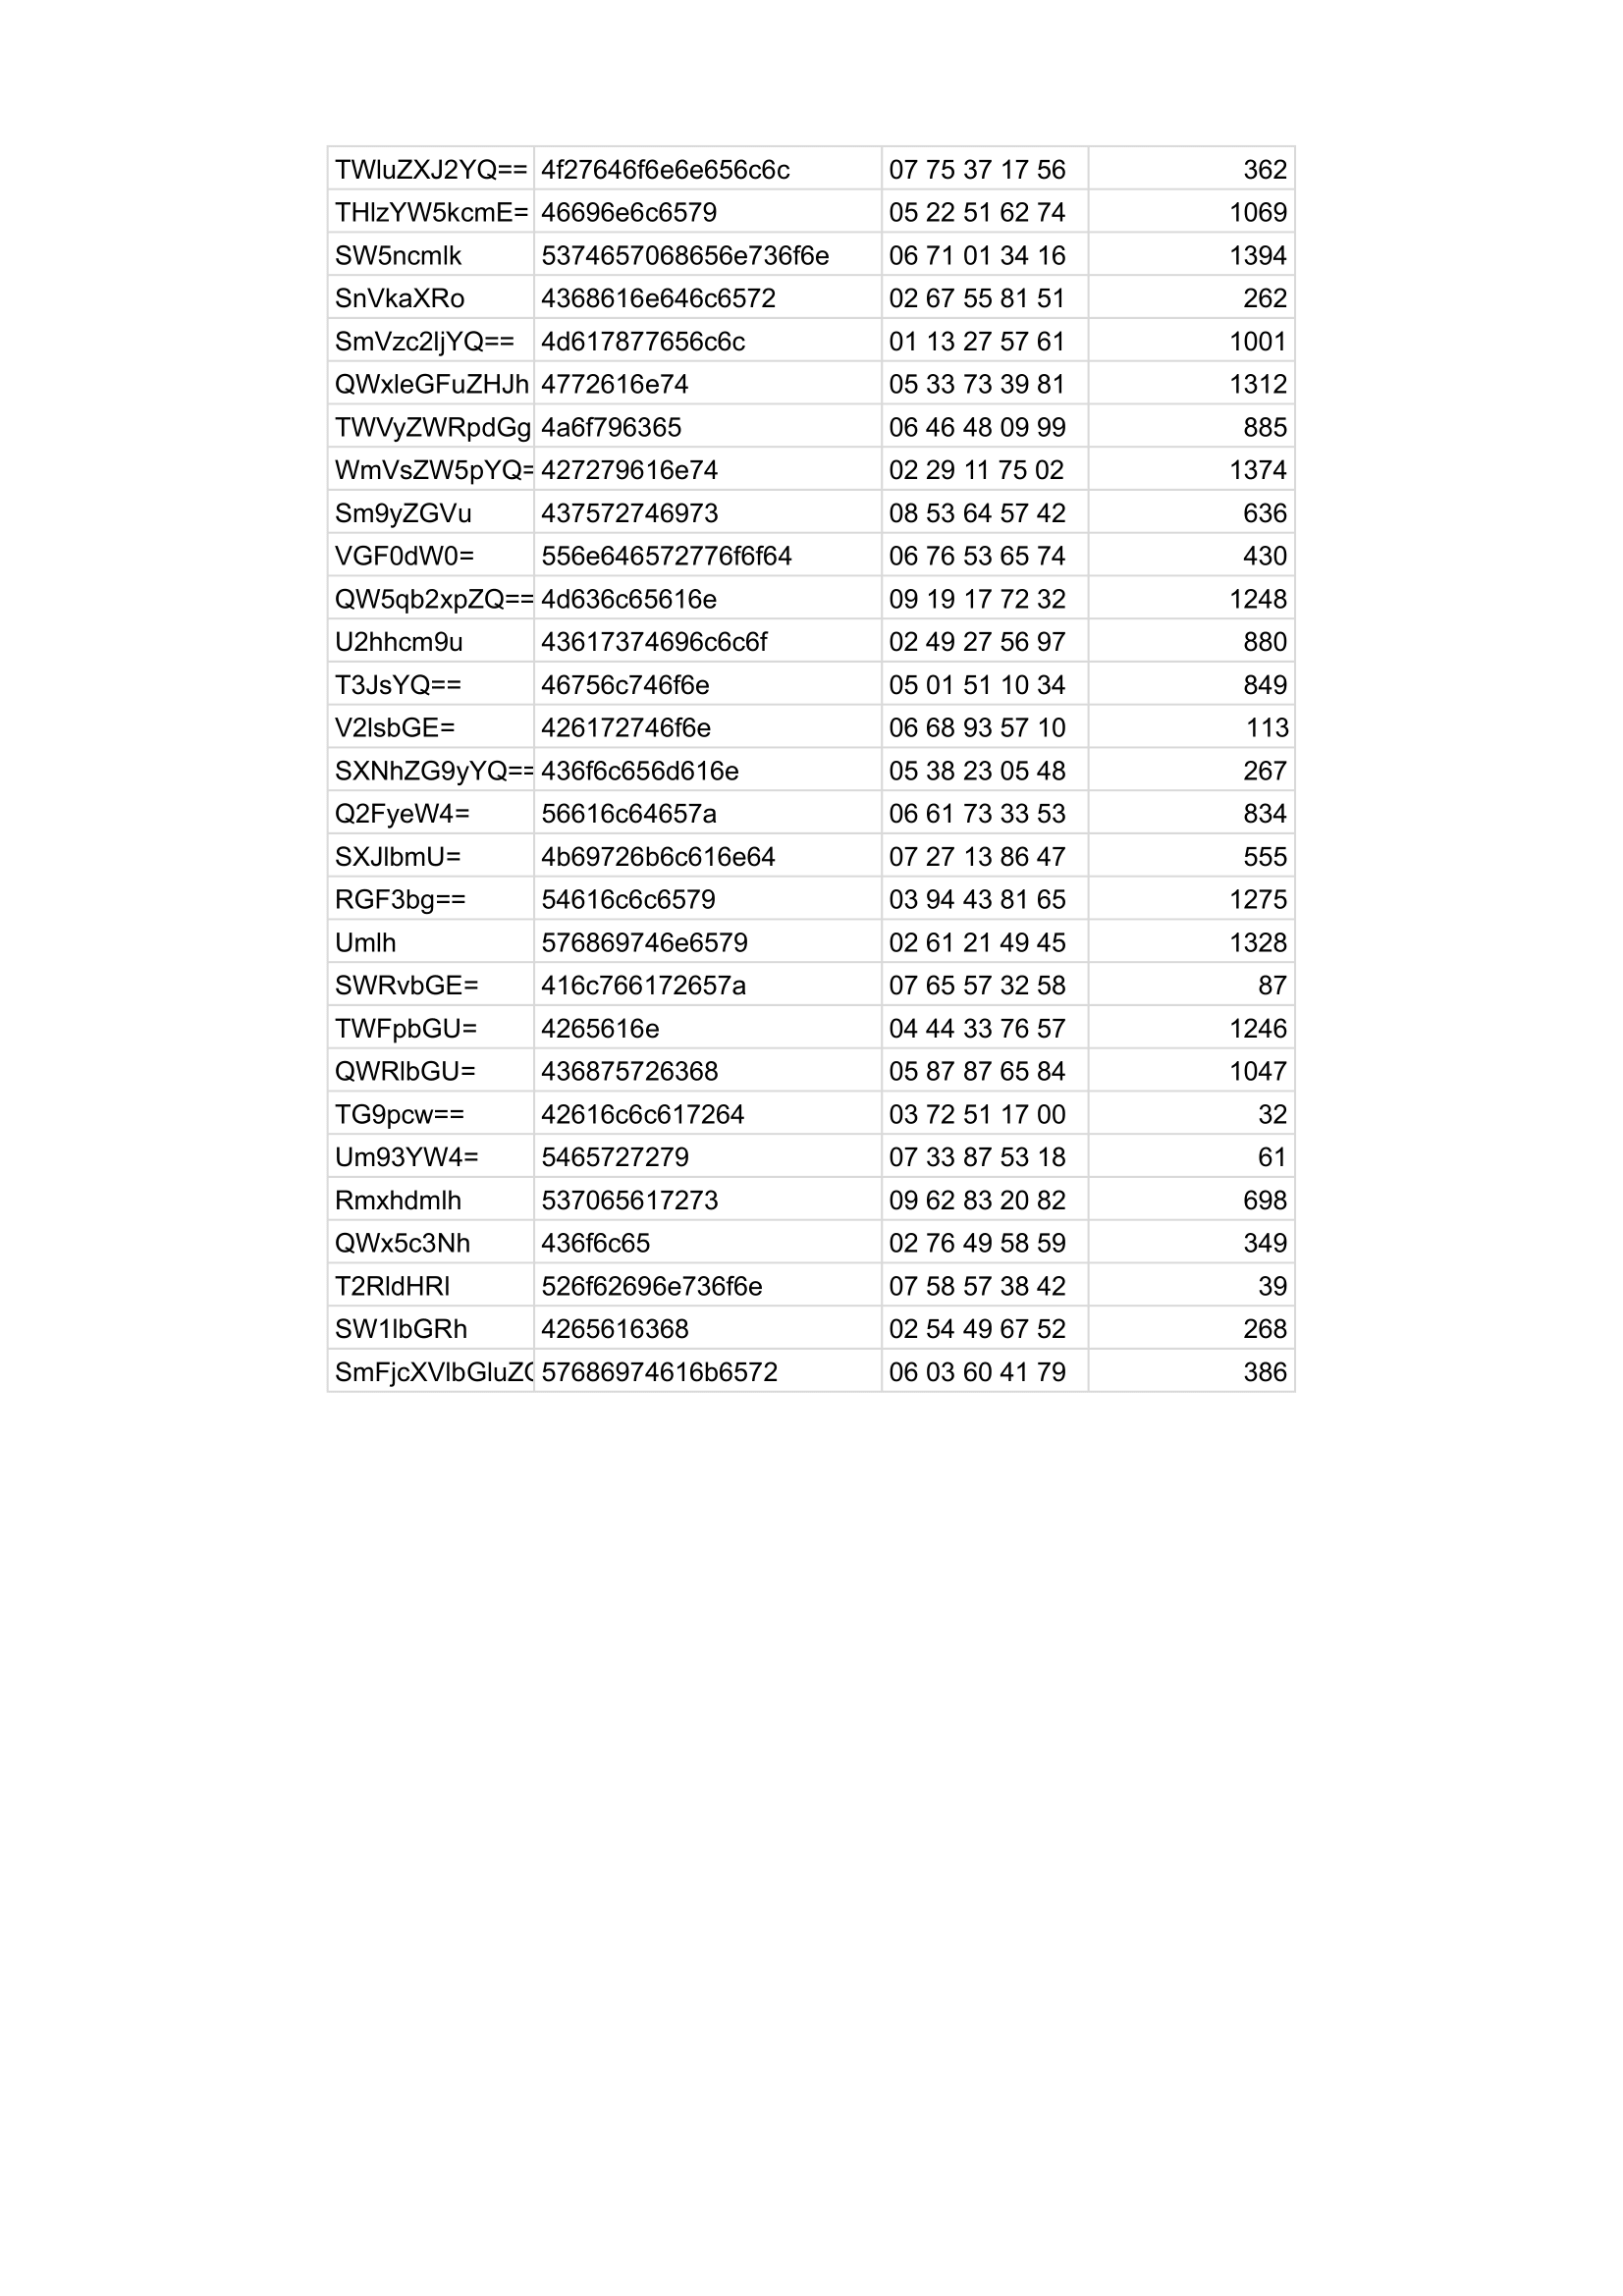 TWluZXJ2YQ== 4f27646f6e6e656c6c 07 75 37 17 56 362
THlzYW5kcmE= 46696e6c6579 05 22 51 62 74 1069
SW5ncmlk 5374657068656e736f6e 06 71 01 34 16 1394
SnVkaXRo 4368616e646c6572 02 67 55 81 51 262
SmVzc2ljYQ== 4d617877656c6c 01 13 27 57 61 1001
QWxleGFuZHJh 4772616e74 05 33 73 39 81 1312
TWVyZWRpdGg 4a6f796365 06 46 48 09 99 885
WmVsZW5pYQ= 427279616e74 02 29 11 75 02 1374
Sm9yZGVu 437572746973 08 53 64 57 42 636
VGF0dW0= 556e646572776f6f64 06 76 53 65 74 430
QW5qb2xpZQ== 4d636c65616e 09 19 17 72 32 1248
U2hhcm9u 43617374696c6c6f 02 49 27 56 97 880
T3JsYQ== 46756c746f6e 05 01 51 10 34 849
V2lsbGE= 426172746f6e 06 68 93 57 10 113
SXNhZG9yYQ== 436f6c656d616e 05 38 23 05 48 267
Q2FyeW4= 56616c64657a 06 61 73 33 53 834
SXJlbmU= 4b69726b6c616e64 07 27 13 86 47 555
RGF3bg== 54616c6c6579 03 94 43 81 65 1275
Umlh 576869746e6579 02 61 21 49 45 1328
SWRvbGE= 416c766172657a 07 65 57 32 58 87
TWFpbGU= 4265616e 04 44 33 76 57 1246
QWRlbGU= 436875726368 05 87 87 65 84 1047
TG9pcw== 42616c6c617264 03 72 51 17 00 32
Um93YW4= 5465727279 07 33 87 53 18 61
Rmxhdmlh 537065617273 09 62 83 20 82 698
QWx5c3Nh 436f6c65 02 76 49 58 59 349
T2RldHRl 526f62696e736f6e 07 58 57 38 42 39
SW1lbGRh 4265616368 02 54 49 67 52 268
SmFjcXVlbGluZ 57686974616b6572 06 03 60 41 79 386